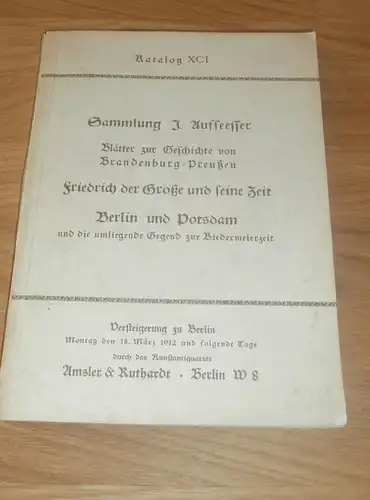 Katalog XCI
Sammlung J. Aufseesser
Blätter zur Geschichte von
Brandenburg-Preußen
Friedrich der Große und seine Zeit
Berlin und Potsdam
und die umliegende Gegend zur Biedermeierzeit
Versteigerung zu Berlin
Montag den 18. März 1912 und folgende Tage
durch das Kunstantiquariat
Amsler & Ruthardt · Berlin W 8